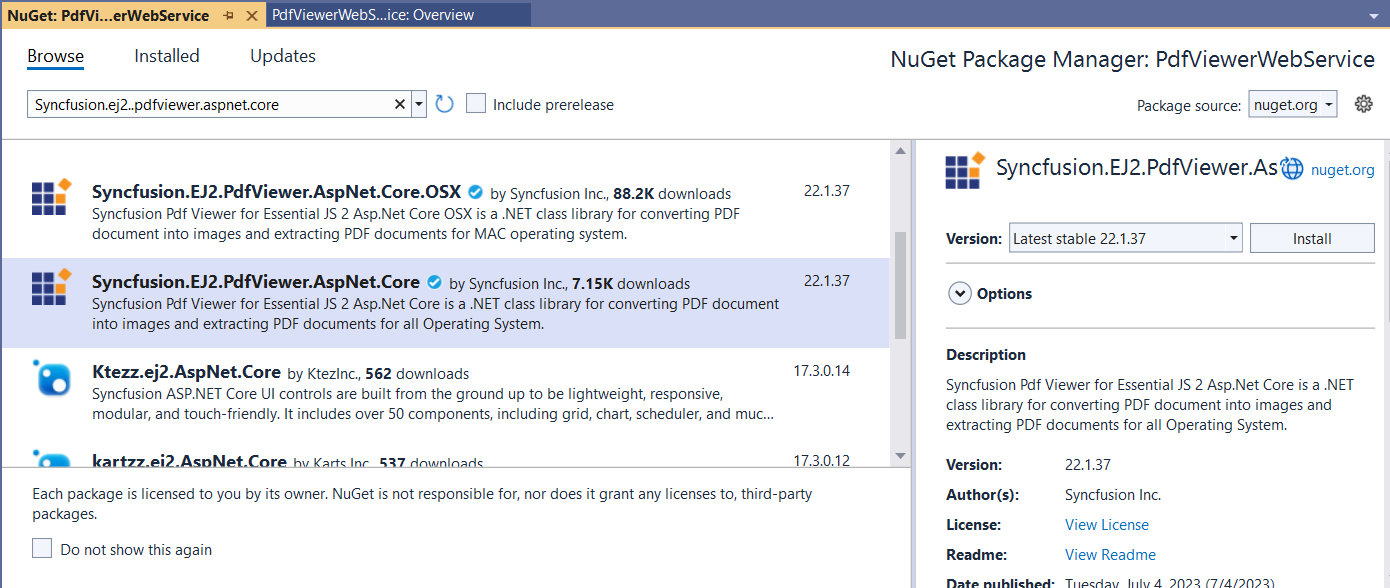 NuGet: PdfVi...erWebService
PdfViewerWebS...ice: Overview
Browse
Installed
Updates
NuGet Package Manager: PdfViewerWebService
Syncfusion.ej2..pdfviewer.aspnet.core
Include prerelease
Package source:
nuget.org
Syncfusion.EJ2.PdfViewer.AspNet.Core.OSX by Syncfusion Inc., 88.2K downloads
22.1.37
Syncfusion Pdf Viewer for Essential JS 2 Asp.Net Core OSX is a .NET class library for converting PDF
document into images and extracting PDF documents for MAC operating system.
Syncfusion.EJ2.PdfViewer.AspNet.Core by Syncfusion Inc., 7.15K downloads
22.1.37
Syncfusion Pdf Viewer for Essential JS 2 Asp.Net Core is a .NET class library for converting PDF document
into images and extracting PDF documents for all Operating System.
Ktezz.ej2.AspNet.Core by KtezInc., 562 downloads
17.3.0.14
Syncfusion ASP.NET Core UI controls are built from the ground up to be lightweight, responsive,
modular, and touch-friendly. It includes over 50 components, including grid, chart, scheduler, and muc...
kartzz.ej2.AspNet.Core by Karts Inc., 537 downloads
17.3.0.12
Each package is licensed to you by its owner. NuGet is not responsible for, nor does it grant any licenses to, third-party
packages.
Do not show this again
Syncfusion.EJ2.PdfViewer.As
nuget.org
Version:
Latest stable 22.1.37
Install
Options
Description
Syncfusion Pdf Viewer for Essential JS 2 Asp.Net Core is a .NET
class library for converting PDF document into images and
extracting PDF documents for all Operating System.
Version: 22.1.37
Author(s): Syncfusion Inc.
License: View License
Readme: View Readme
Date published: Tuesday, July 4, 2023 (7/4/2023)